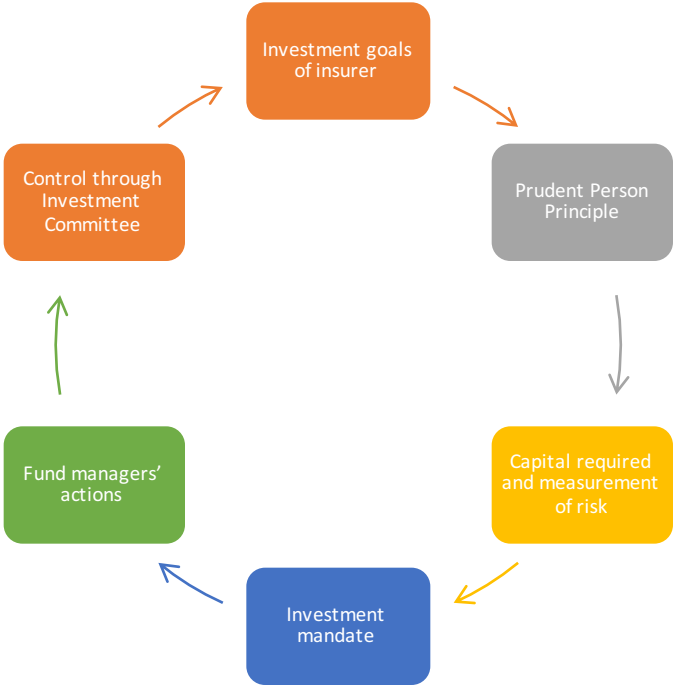 Investment goals
of insurer
Prudent Person
Principle
Capital required
and measurement
of risk
Investment
mandate
Fund managers’
actions
Control through
Investment
Committee